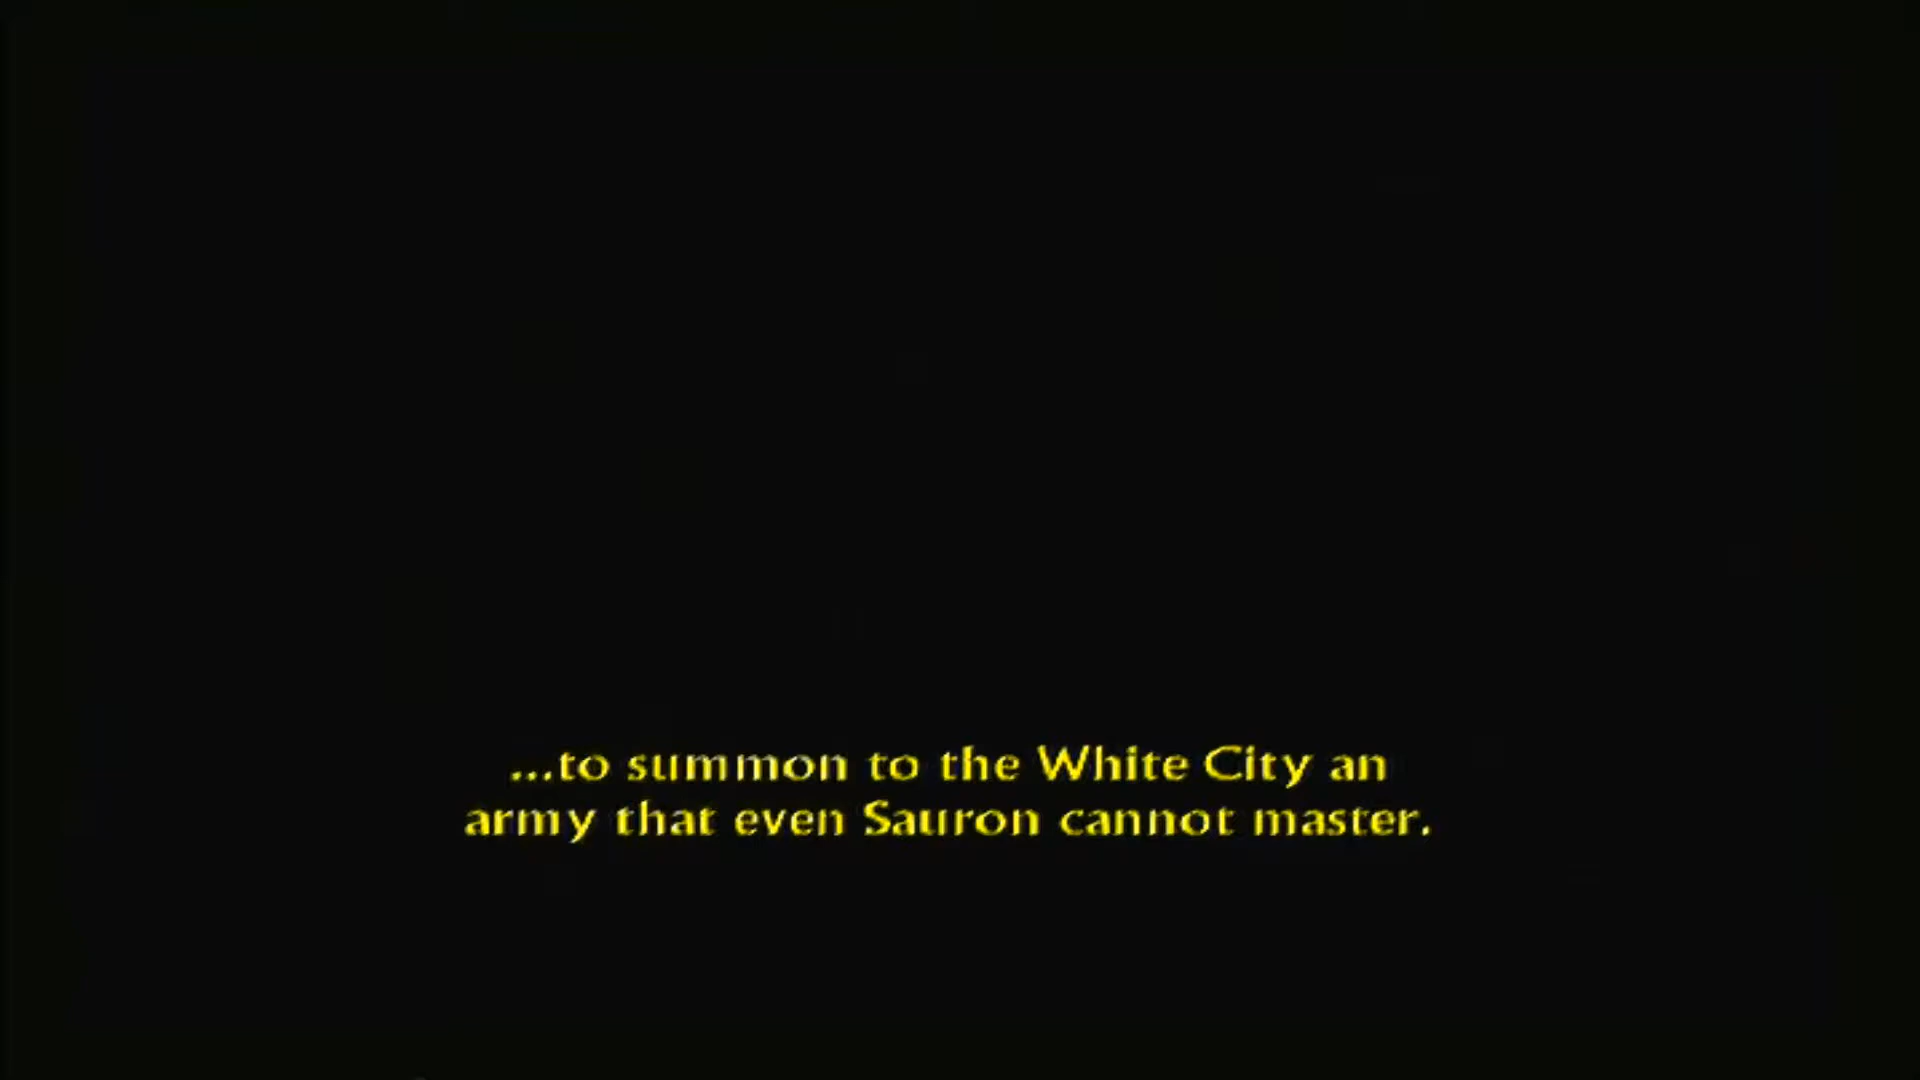 ...to summon to the White City an
army that even Sauron cannot master.